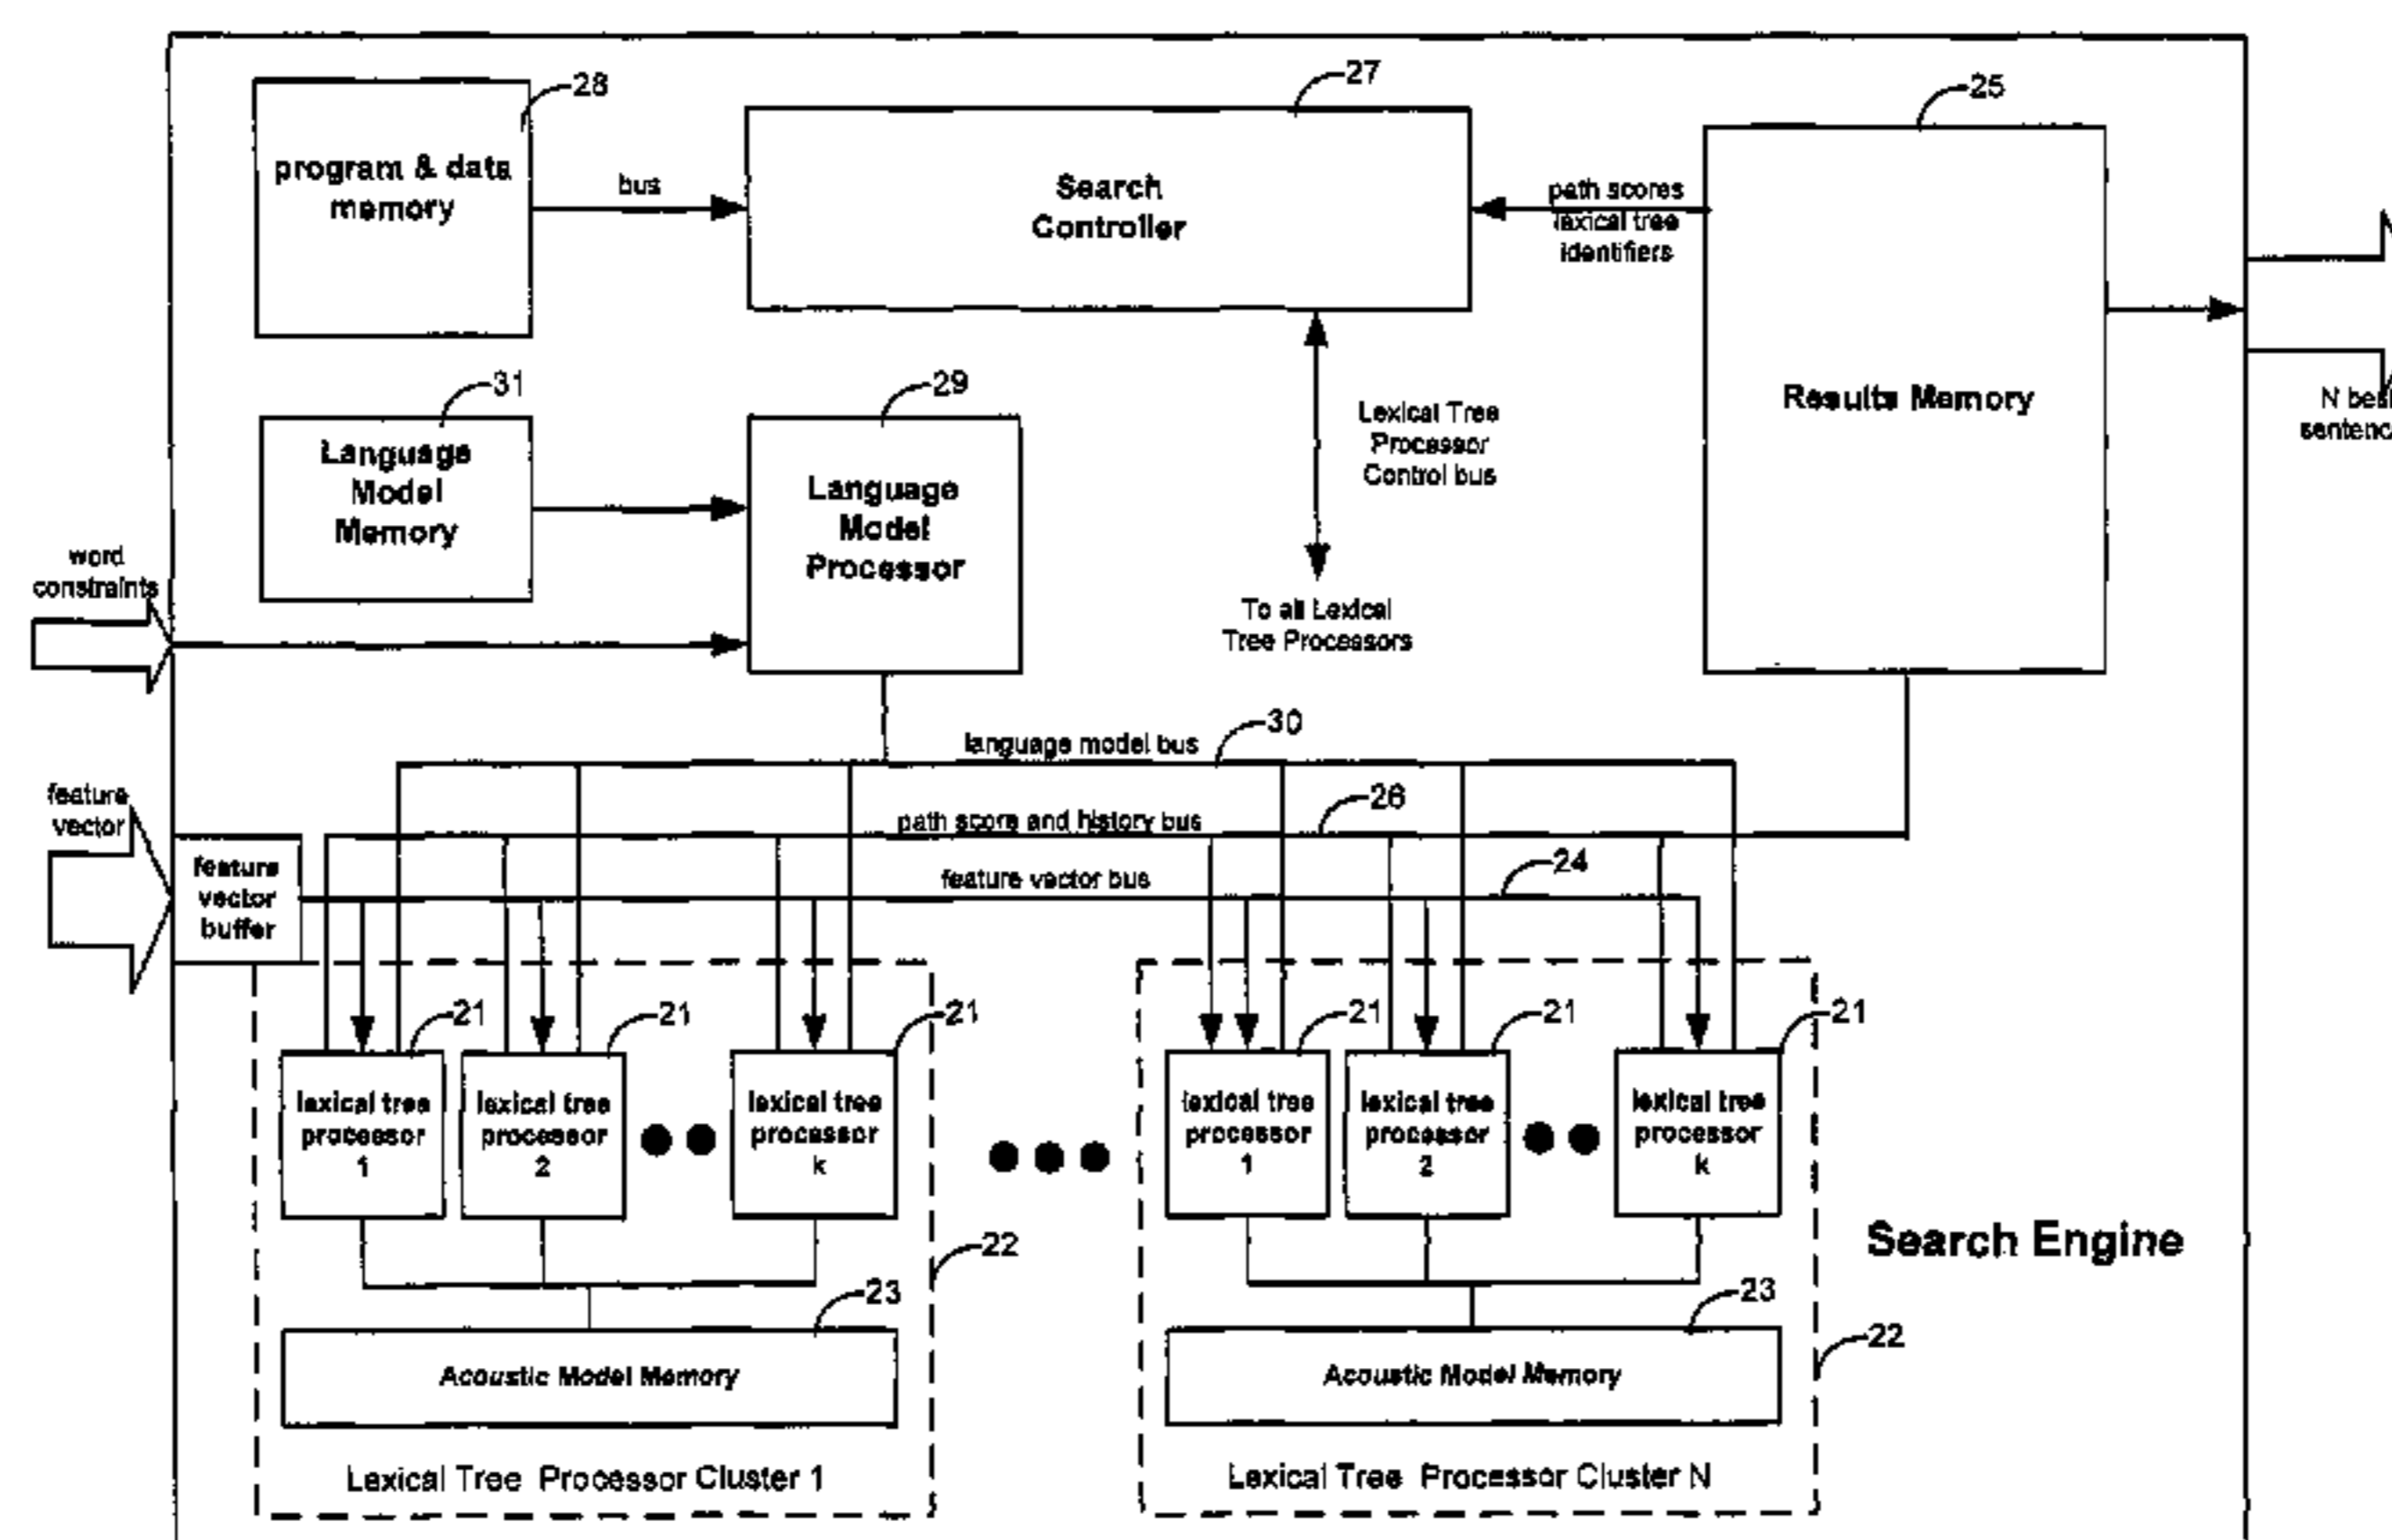 28
program & data
memory
bus
27
Search
Controller
path scores
lexical tree
identifiers
25
Results Memory
N best
31
Language
Model
Memory
29
Language
Model
Processor
Lexical Tree
Processor
Control bus
To all Lexical
Tree Processors
word
constraints
language model bus
30
feature
vector
path score and history bus
26
feature
vector
buffer
feature vector bus
24
21
21
21
21
21
21
lexical tree
processor
1
lexical tree
processor
2
lexical tree
processor
k
lexical tree
processor
1
lexical tree
processor
2
lexical tree
processor
k
22
23
Acoustic Model Memory
Lexical Tree Processor Cluster 1
23
22
Acoustic Model Memory
Lexical Tree Processor Cluster N
Search Engine